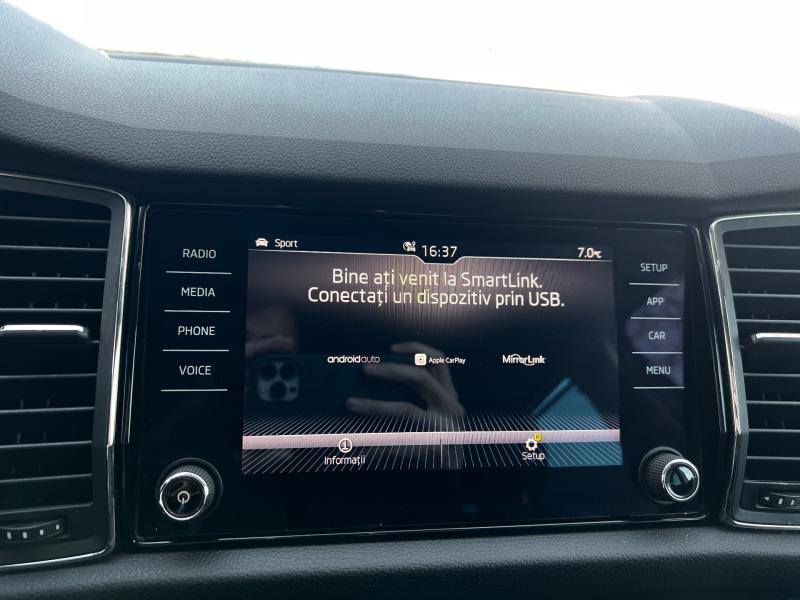 RADIO
MEDIA
PHONE
VOICE
Sport
16:37
7.0°C
Bine ați venit la SmartLink.
Conectați un dispozitiv prin USB.
androidauto
Apple CarPlay
MirrorLink
Informații
Setup
SETUP
APP
CAR
MENU